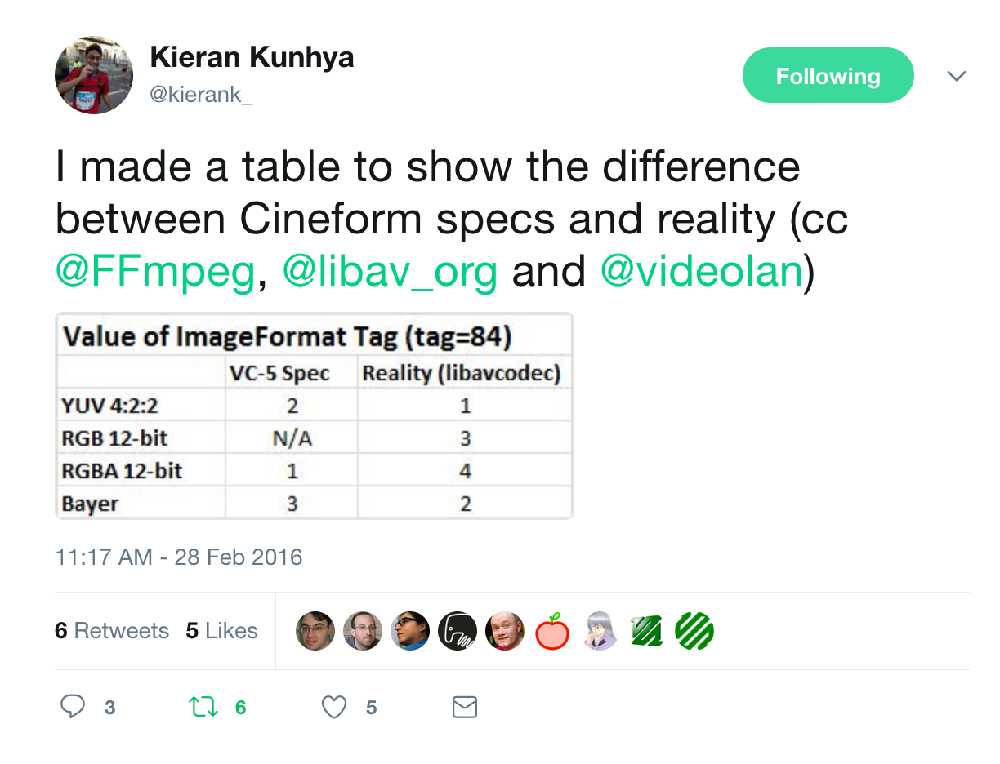 Kieran Kunhya
@kierank_
Following
I made a table to show the difference
between Cineform specs and reality (cc
@FFmpeg, @libav_org and @videolan)
Value of ImageFormat Tag (tag=84)
VC-5 Spec Reality (libavcodec)
YUV 4:2:2 2 1
RGB 12-bit N/A 3
RGBA 12-bit 1 4
Bayer 3 2
11:17 AM - 28 Feb 2016
6 Retweets 5 Likes
3 6 5